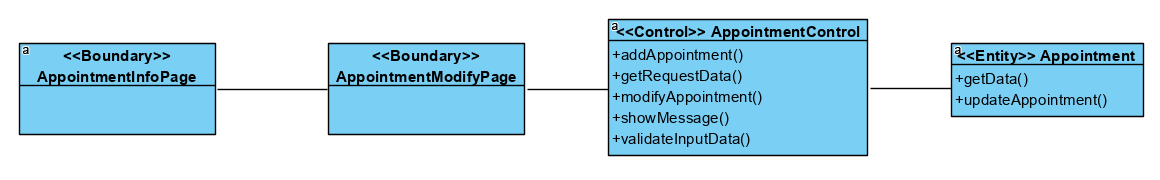 a
<<Boundary>>
AppointmentInfoPage
<<Boundary>>
AppointmentModifyPage
a
<<Control>> AppointmentControl
+addAppointment()
+getRequestData()
+modifyAppointment()
+showMessage()
+validateInputData()
a
<<Entity>> Appointment
+getData()
+updateAppointment()